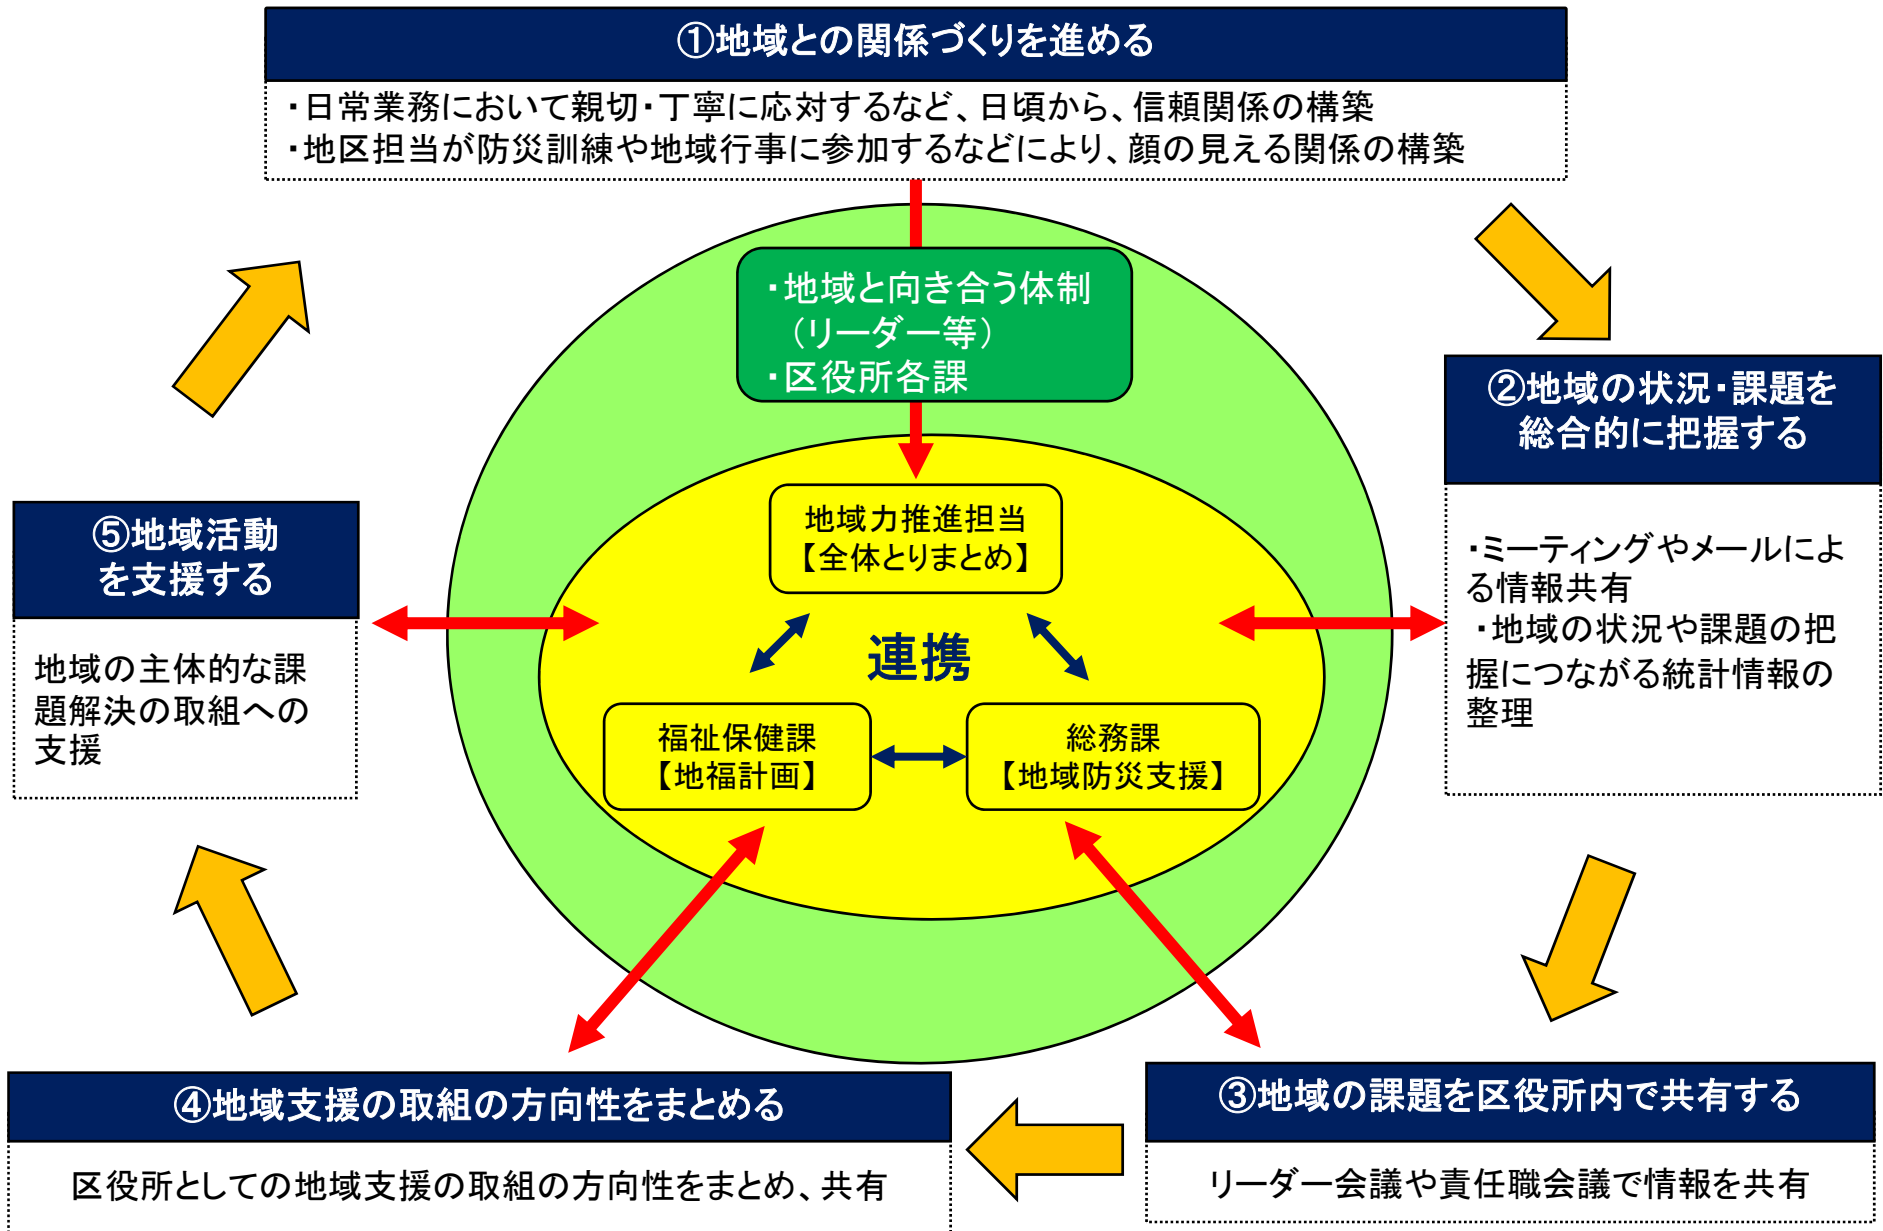 ①地域との関係づくりを進める
・日常業務において親切・丁寧に応対するなど、日頃から、信頼関係の構築
・地区担当が防災訓練や地域行事に参加するなどにより、顔の見える関係の構築
・地域と向き合う体制
（リーダー等）
・区役所各課
②地域の状況・課題を
総合的に把握する
・ミーティングやメールによ
る情報共有
・地域の状況や課題の把
握につながる統計情報の
整理
地域力推進担当
【全体とりまとめ】
連携
福祉保健課
【地福計画】
総務課
【地域防災支援】
⑤地域活動
を支援する
地域の主体的な課
題解決の取組への
支援
③地域の課題を区役所内で共有する
リーダー会議や責任職会議で情報を共有
④地域支援の取組の方向性をまとめる
区役所としての地域支援の取組の方向性をまとめ、共有